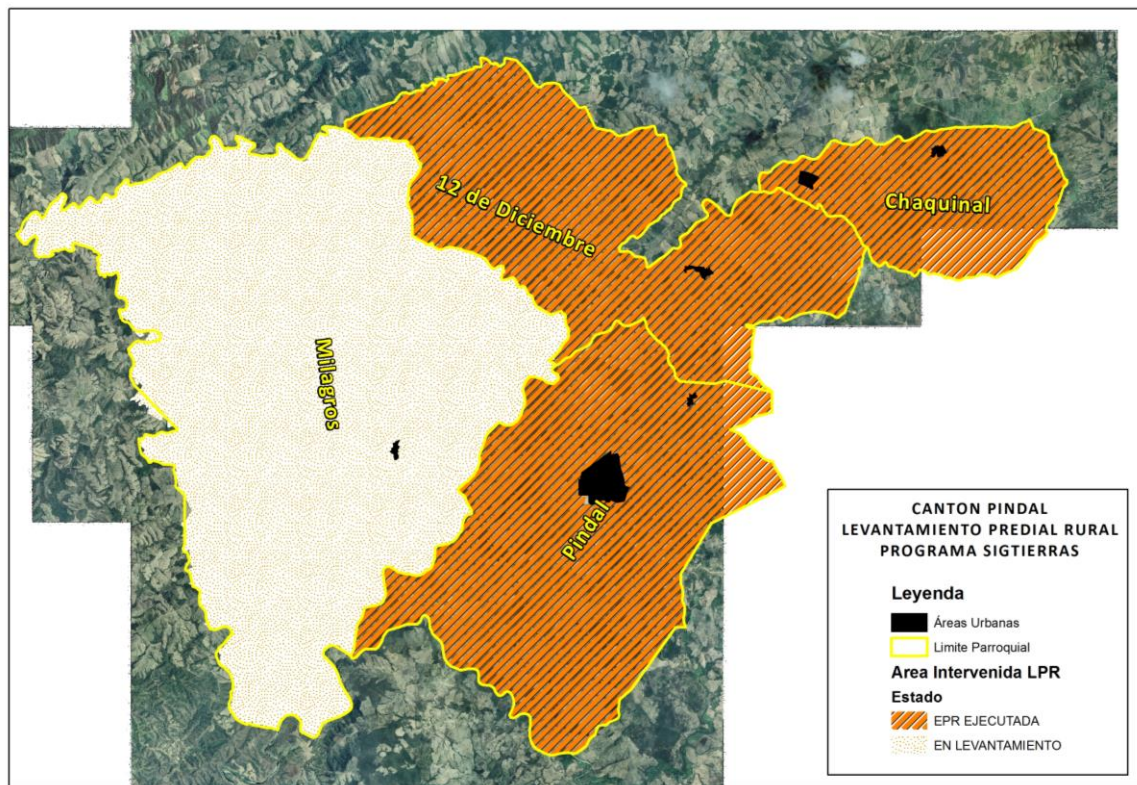 12 de Diciembre
Chaquinal
Milagros
Pindal
CANTON PINDAL
LEVANTAMIENTO PREDIAL RURAL
PROGRAMA SIGTIERRAS
Leyenda
Áreas Urbanas
Limite Parroquial
Area Intervenida LPR
Estado
EPR EJECUTADA
EN LEVANTAMIENTO